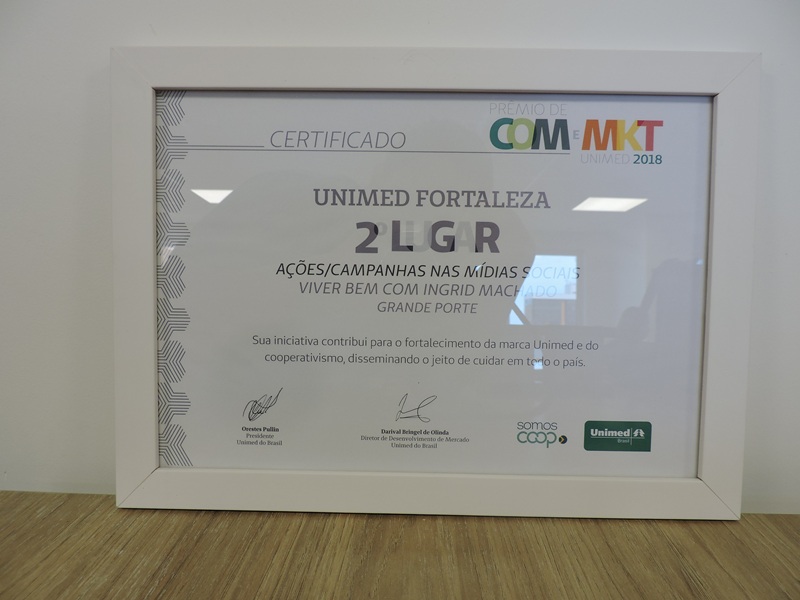 PRÊMIO DE
COM E MKT
UNIMED 2018
CERTIFICADO
UNIMED FORTALEZA
2 L G R
AÇÕES/CAMPANHAS NAS MÍDIAS SOCIAIS
VIVER BEM COM INGRID MACHADO
GRANDE PORTE
Sua iniciativa contribui para o fortalecimento da marca Unimed e do
cooperativismo, disseminando o jeito de cuidar em todo o país.
Orestes Pullin
Presidente
Unimed do Brasil
Darival Bringel de Olinda
Diretor de Desenvolvimento de Mercado
Unimed do Brasil
somos
coop
Unimed
Brasil